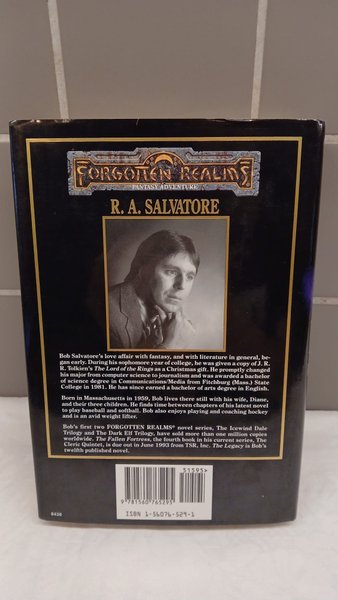 FORGOTTEN REALMS
FANTASY ADVENTURE
R. A. SALVATORE
Bob Salvatore's love affair with fantasy, and with literature in general, be-
gan early. During his sophomore year of college, he was given a copy of J. R.
R. Tolkien's The Lord of the Rings as a Christmas gift. He promptly changed
his major from computer science to journalism and was awarded a bachelor
of science degree in Communications/Media from Fitchburg (Mass.) State
College in 1981. He has since earned a bachelor of arts degree in English.
Born in Massachusetts in 1959, Bob lives there still with his wife, Diane,
and their three children. He finds time between chapters of his latest novel
to play baseball and softball. Bob also enjoys playing and coaching hockey
and is an avid weight lifter.
Bob's first two FORGOTTEN REALMS® novel series, The Icewind Dale
Trilogy and The Dark Elf Trilogy, have sold more than one million copies
worldwide. The Fallen Fortress, the fourth book in his current series, The
Cleric Quintet, is due out in June 1993 from TSR, Inc. The Legacy is Bob's
twelfth published novel.
51595>
9 781560 765295
ISBN 1-56076-529-1
8438